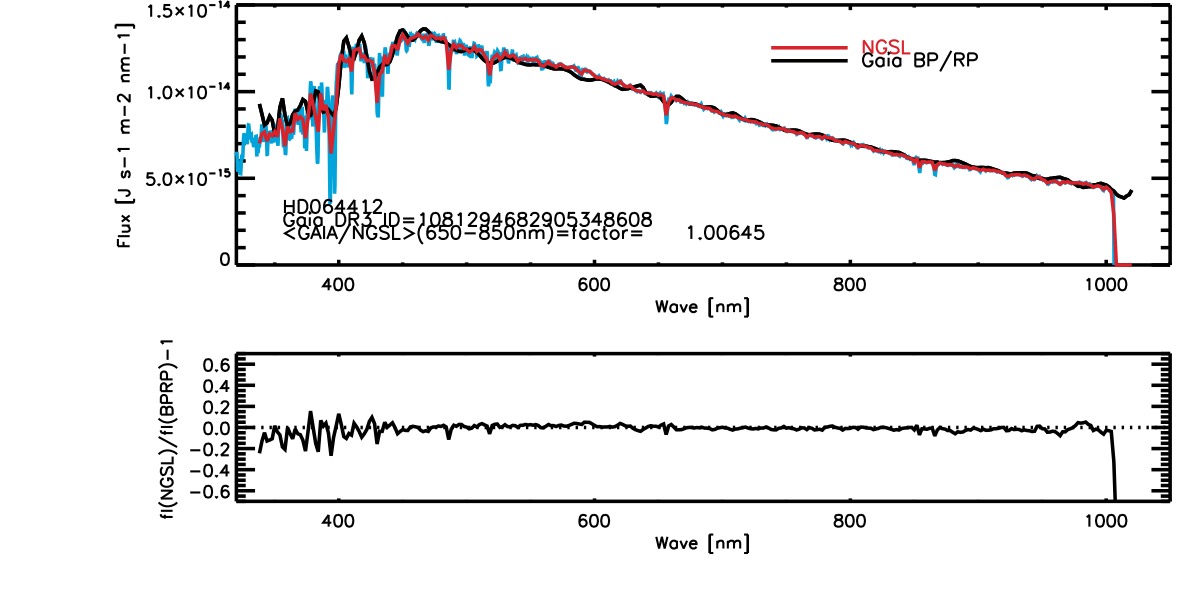 1.5×10−14
1.0×10−14
5.0×10−15
0
Flux [J s−1 m−2 nm−1]
NGSL
Gaia BP/RP
HD064412
Gaia DR3 ID=1081294682905348608
<GAIA/NGSL>(650−850nm)=factor= 1.00645
400 600 800 1000
Wave [nm]
fl(NGSL)/fl(BPRP)−1
0.6
0.4
0.2
0.0
−0.2
−0.4
−0.6
400 600 800 1000
Wave [nm]